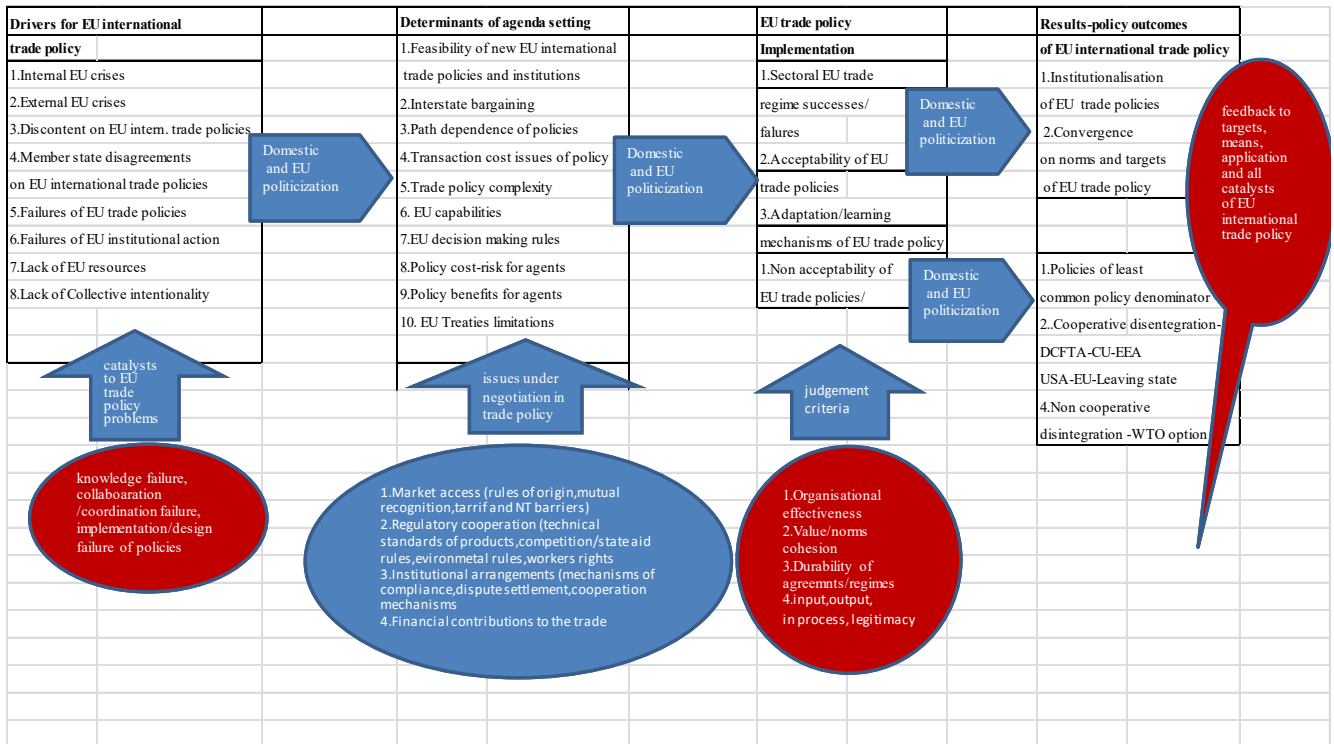 Drivers for EU international
trade policy
1.Internal EU crises
2.External EU crises
3.Discontent on EU intern. trade policies
4.Member state disagreements
on EU international trade policies
5.Failures of EU trade policies
6.Failures of EU institutional action
7.Lack of EU resources
8.Lack of Collective intentionality
catalysts
to EU
trade
policy
problems
knowledge failure,
collaboaration
/coordination failure,
implementation/design
failure of policies
Domestic
and EU
politicization
Determinants of agenda setting
1.Feasibility of new EU international
trade policies and institutions
2.Interstate bargaining
3.Path dependence of policies
4.Transaction cost issues of policy
5.Trade policy complexity
6. EU capabilities
7.EU decision making rules
8.Policy cost-risk for agents
9.Policy benefits for agents
10. EU Treaties limitations
issues under
negotiation in
trade policy
1.Market access (rules of origin,mutual
recognition,tarrif and NT barriers)
2.Regulatory cooperation (technical
standards of products,competition/state aid
rules,evironmetal rules,workers rights
3.Institutional arrangements (mechanisms of
compliance,dispute settlement,cooperation
mechanisms
4.Financial contributions to the trade
Domestic
and EU
politicization
EU trade policy
Implementation
1.Sectoral EU trade
regime successes/
falures
2.Acceptability of EU
trade policies
3.Adaptation/learning
mechanisms of EU trade policy
1.Non acceptability of
EU trade policies/
judgement
criteria
1.Organisational
effectiveness
2.Value/norms
cohesion
3.Durability of
agreemnts/regimes
4.input,output,
in process, legitimacy
Domestic
and EU
politicization
Domestic
and EU
politicization
Results-policy outcomes
of EU international trade policy
1.Institutionalisation
of EU trade policies
2.Convergence
on norms and targets
of EU trade policy
1.Policies of least
common policy denominator
2..Cooperative disentegration-
DCFTA-CU-EEA
USA-EU-Leaving state
4.Non cooperative
disintegration -WTO option
feedback to
targets,
means,
application
and all
catalysts
of EU
international
trade policy